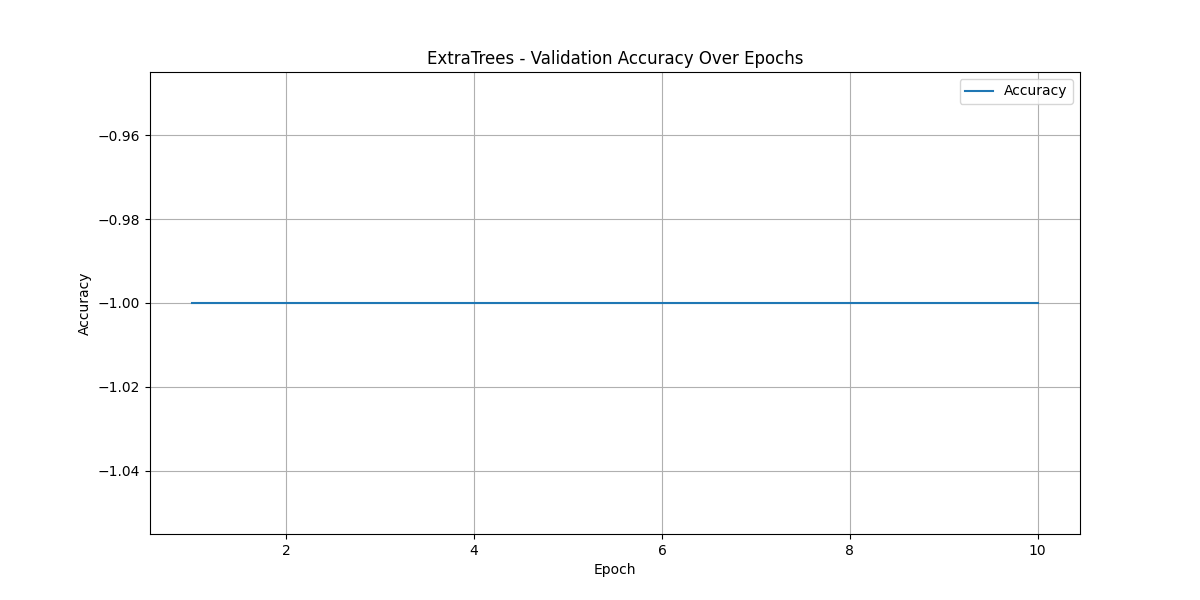 ExtraTrees - Validation Accuracy Over Epochs
Accuracy
Accuracy
−0.96
−0.98
−1.00
−1.02
−1.04
2 4 6 8 10
Epoch